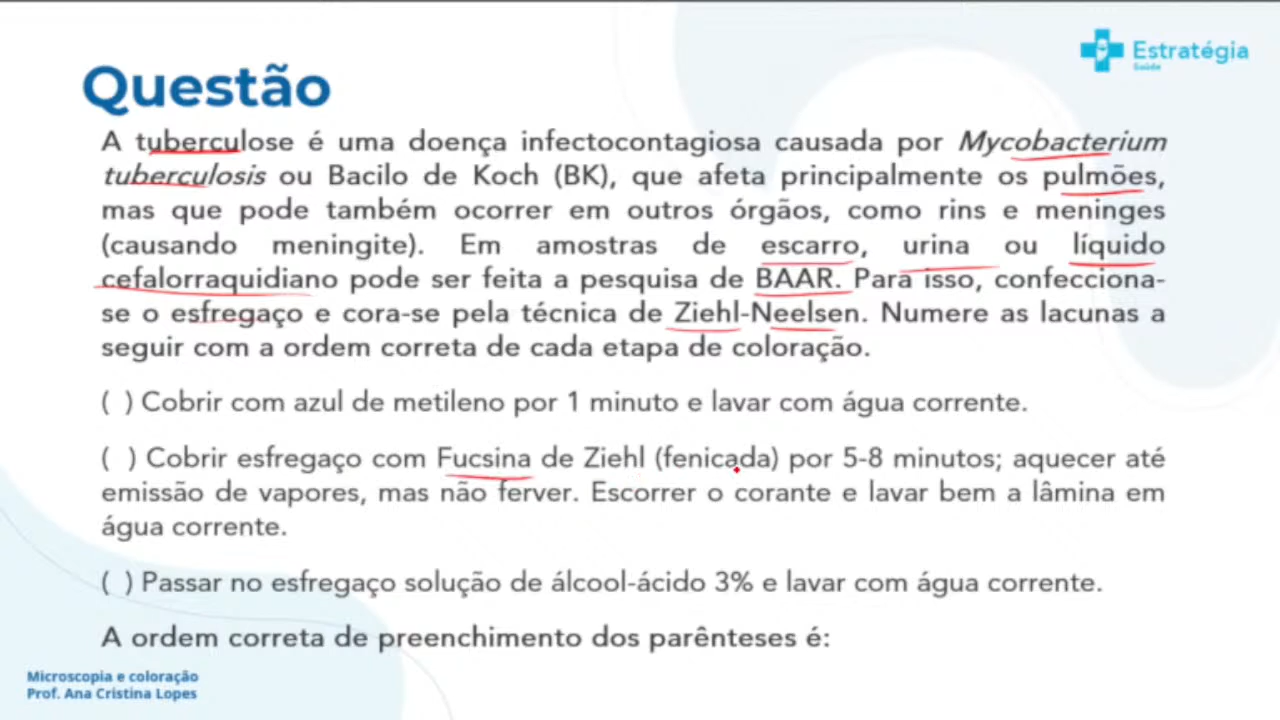 Estratégia
Saúde
Questão
A tuberculose é uma doença infectocontagiosa causada por Mycobacterium
tuberculosis ou Bacilo de Koch (BK), que afeta principalmente os pulmões,
mas que pode também ocorrer em outros órgãos, como rins e meninges
(causando meningite). Em amostras de escarro, urina ou líquido
cefalorraquidiano pode ser feita a pesquisa de BAAR. Para isso, confecciona-
se o esfregaço e cora-se pela técnica de Ziehl-Neelsen. Numere as lacunas a
seguir com a ordem correta de cada etapa de coloração.
( ) Cobrir com azul de metileno por 1 minuto e lavar com água corrente.
( ) Cobrir esfregaço com Fucsina de Ziehl (fenicada) por 5-8 minutos; aquecer até
emissão de vapores, mas não ferver. Escorrer o corante e lavar bem a lâmina em
água corrente.
( ) Passar no esfregaço solução de álcool-ácido 3% e lavar com água corrente.
A ordem correta de preenchimento dos parênteses é:
Microscopia e coloração
Prof. Ana Cristina Lopes